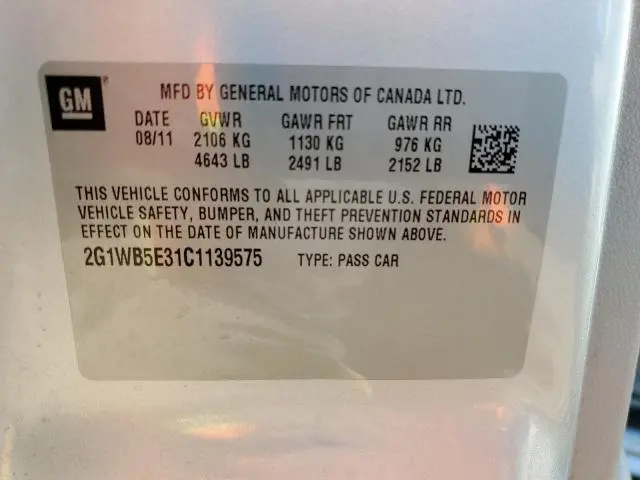 GM ® MFD BY GENERAL MOTORS OF CANADA LTD.
DATE GVWR GAWR FRT GAWR RR
08/11 2106 KG 1130 KG 976 KG
4643 LB 2491 LB 2152 LB
THIS VEHICLE CONFORMS TO ALL APPLICABLE U.S. FEDERAL MOTOR
VEHICLE SAFETY, BUMPER, AND THEFT PREVENTION STANDARDS IN
EFFECT ON THE DATE OF MANUFACTURE SHOWN ABOVE.
2G1WB5E31C1139575 TYPE: PASS CAR